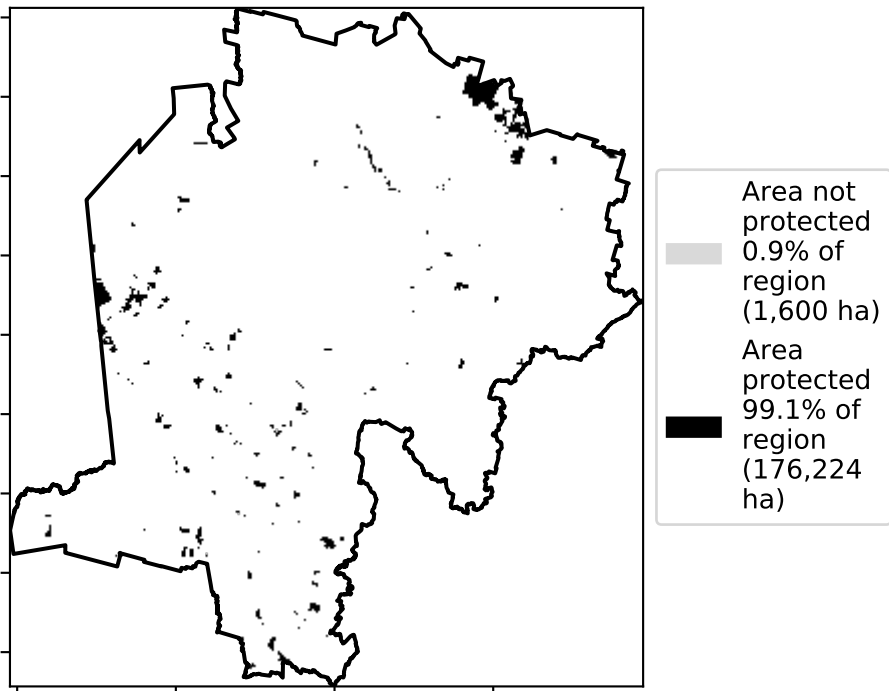 Area not
protected
0.9% of
region
(1,600 ha)
Area
protected
99.1% of
region
(176,224
ha)